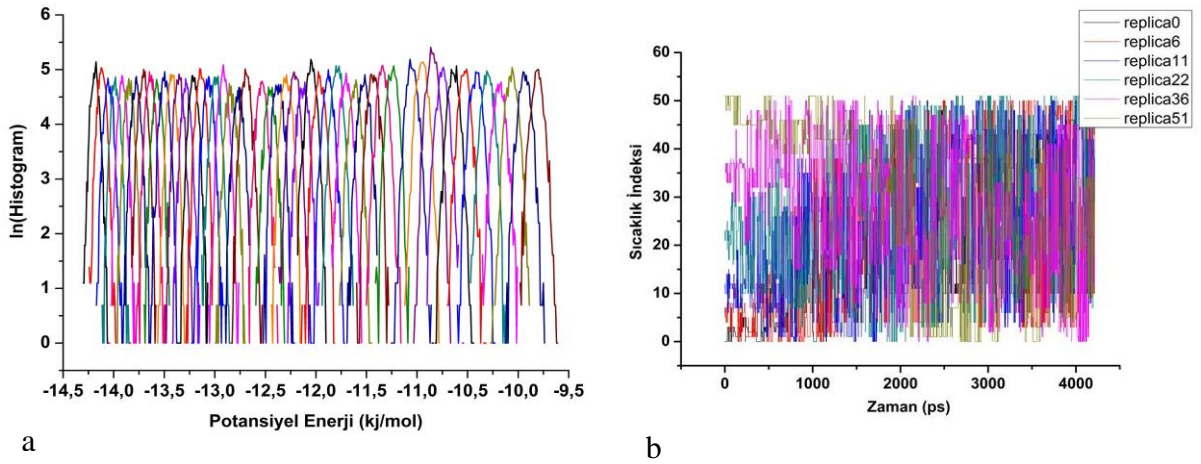 6
5
4
3
2
1
0
ln(Histogram)
-14,5 -14,0 -13,5 -13,0 -12,5 -12,0 -11,5 -11,0 -10,5 -10,0 -9,5
Potansiyel Enerji (kj/mol)
a
replica0
replica6
replica11
replica22
replica36
replica51
60
50
40
30
20
10
0
Sıcaklık İndeksi
0 1000 2000 3000 4000
Zaman (ps)
b